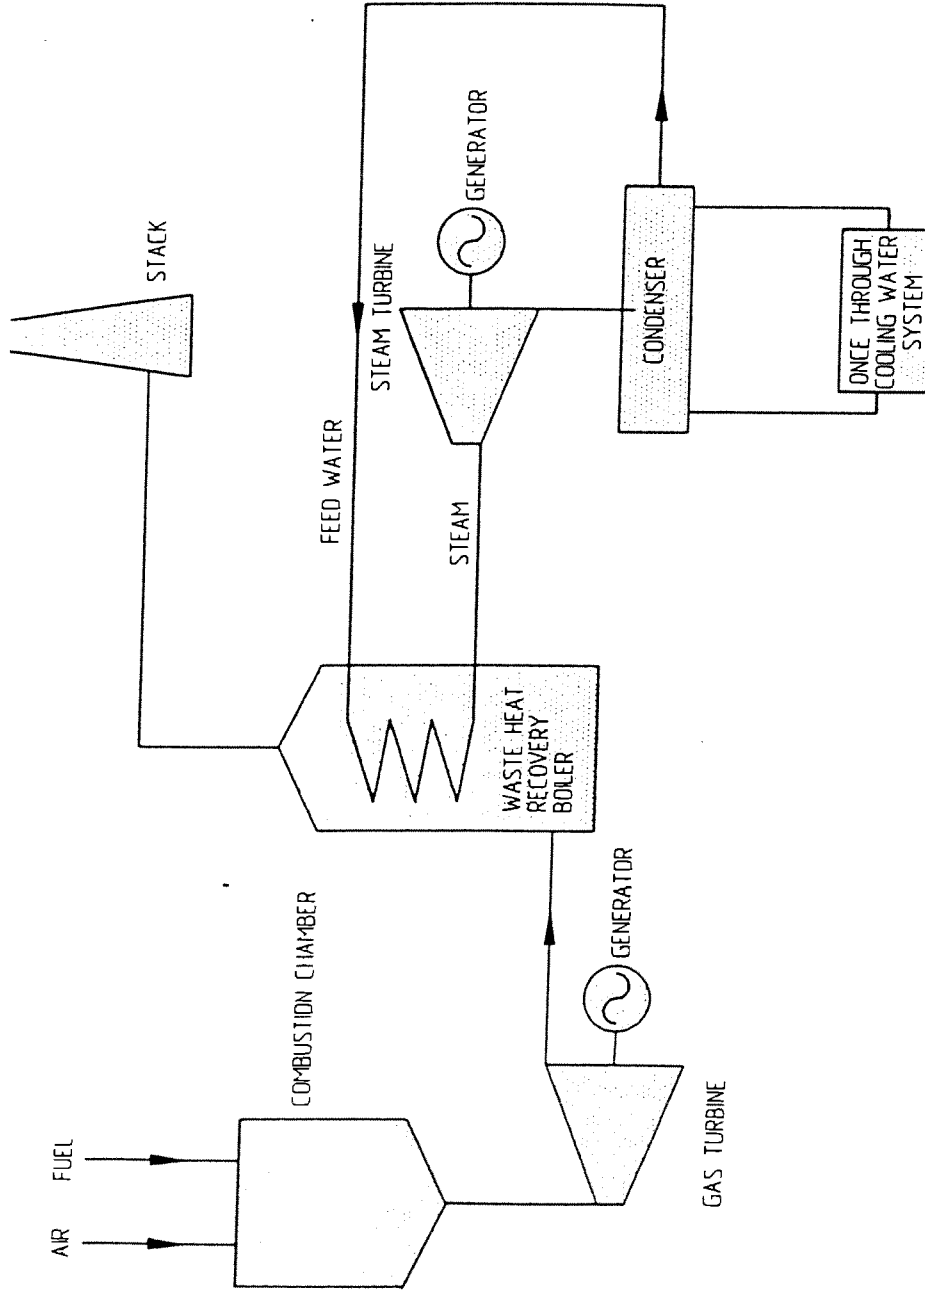 AIR
FUEL
COMBUSTION CHAMBER
GAS TURBINE
GENERATOR
WASTE HEAT
RECOVERY
BOILER
STACK
FEED WATER
STEAM
STEAM TURBINE
GENERATOR
CONDENSER
ONCE THROUGH
COOLING WATER
SYSTEM